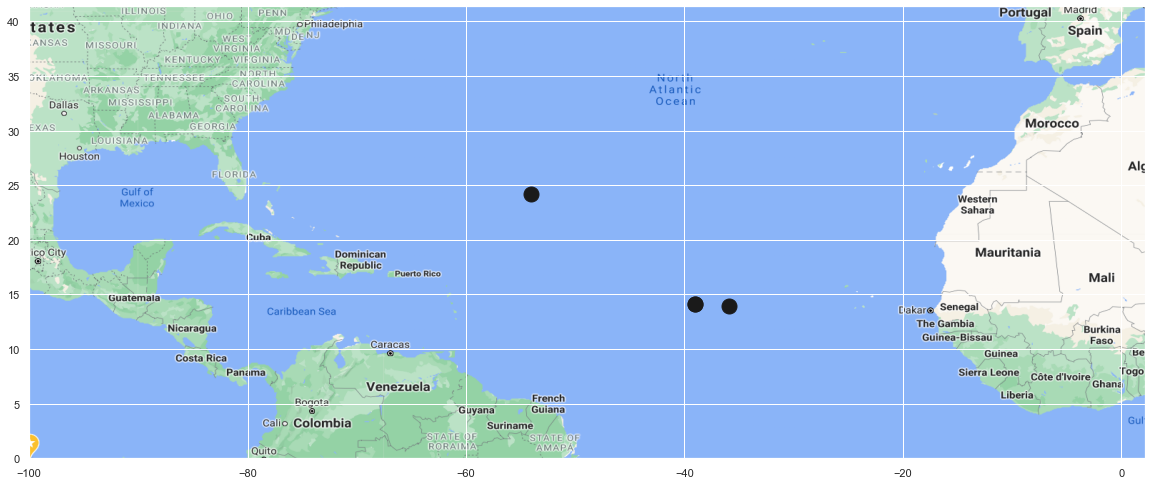 40
35
30
25
20
15
10
5
0
ILLINOIS
OHIO
PENN
Philadelphia
tates
INDIANA
MD
DE
NJ
ANSAS
MISSOURI
WEST
VIRGINIA
KENTUCKY
VIRGINIA
OKLAHOMA
TENNESSEE
NORTH
CAROLINA
ARKANSAS
MISSISSIPPI
SOUTH
CAROLINA
Dallas
ALABAMA
GEORGIA
EXAS
LOUISIANA
Houston
FLORIDA
Gulf of
Mexico
North
Atlantic
Ocean
Portugal
Madrid
Spain
Morocco
Alg
Western
Sahara
Mauritania
Mali
Cuba
ico City
Dominican
Republic
Puerto Rico
Guatemala
Caribbean Sea
Nicaragua
Costa Rica
Panama
Caracas
Venezuela
Bogota
Cali
Colombia
Guyana
French
Guiana
Suriname
STATE OF
RORAIMA
STATE OF
AMAPA
Quito
Dakar
Senegal
The Gambia
Guinea-Bissau
Guinea
Burkina
Faso
Be
Sierra Leone
Côte d'Ivoire
Togo
Ghana
Liberia
Gulf
−100
−80
−60
−40
−20
0